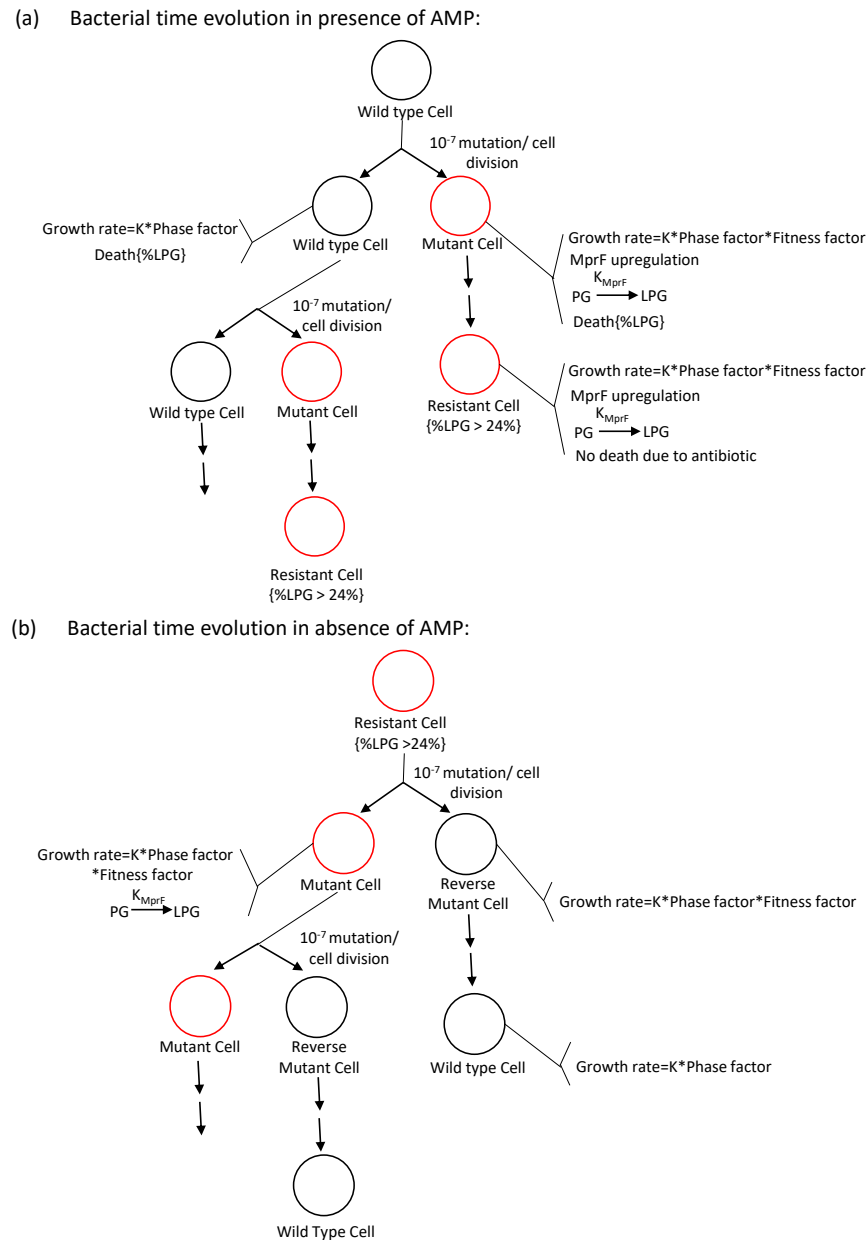 (a) Bacterial time evolution in presence of AMP:
Wild type Cell
10-7 mutation/ cell
division
Growth rate=K*Phase factor
Death{%LPG}
Wild type Cell
Mutant Cell
Growth rate=K*Phase factor*Fitness factor
MprF upregulation
KMprF
PG LPG
Death{%LPG}
10-7 mutation/
cell division
Wild type Cell
Mutant Cell
Resistant Cell
{%LPG > 24%}
Growth rate=K*Phase factor*Fitness factor
MprF upregulation
KMprF
PG LPG
No death due to antibiotic
Resistant Cell
{%LPG > 24%}
(b) Bacterial time evolution in absence of AMP:
Resistant Cell
{%LPG >24%}
10-7 mutation/ cell
division
Growth rate=K*Phase factor
*Fitness factor
KMprF
PG LPG
Mutant Cell
Reverse
Mutant Cell
Growth rate=K*Phase factor*Fitness factor
10-7 mutation/
cell division
Mutant Cell
Reverse
Mutant Cell
Wild type Cell
Growth rate=K*Phase factor
Wild Type Cell